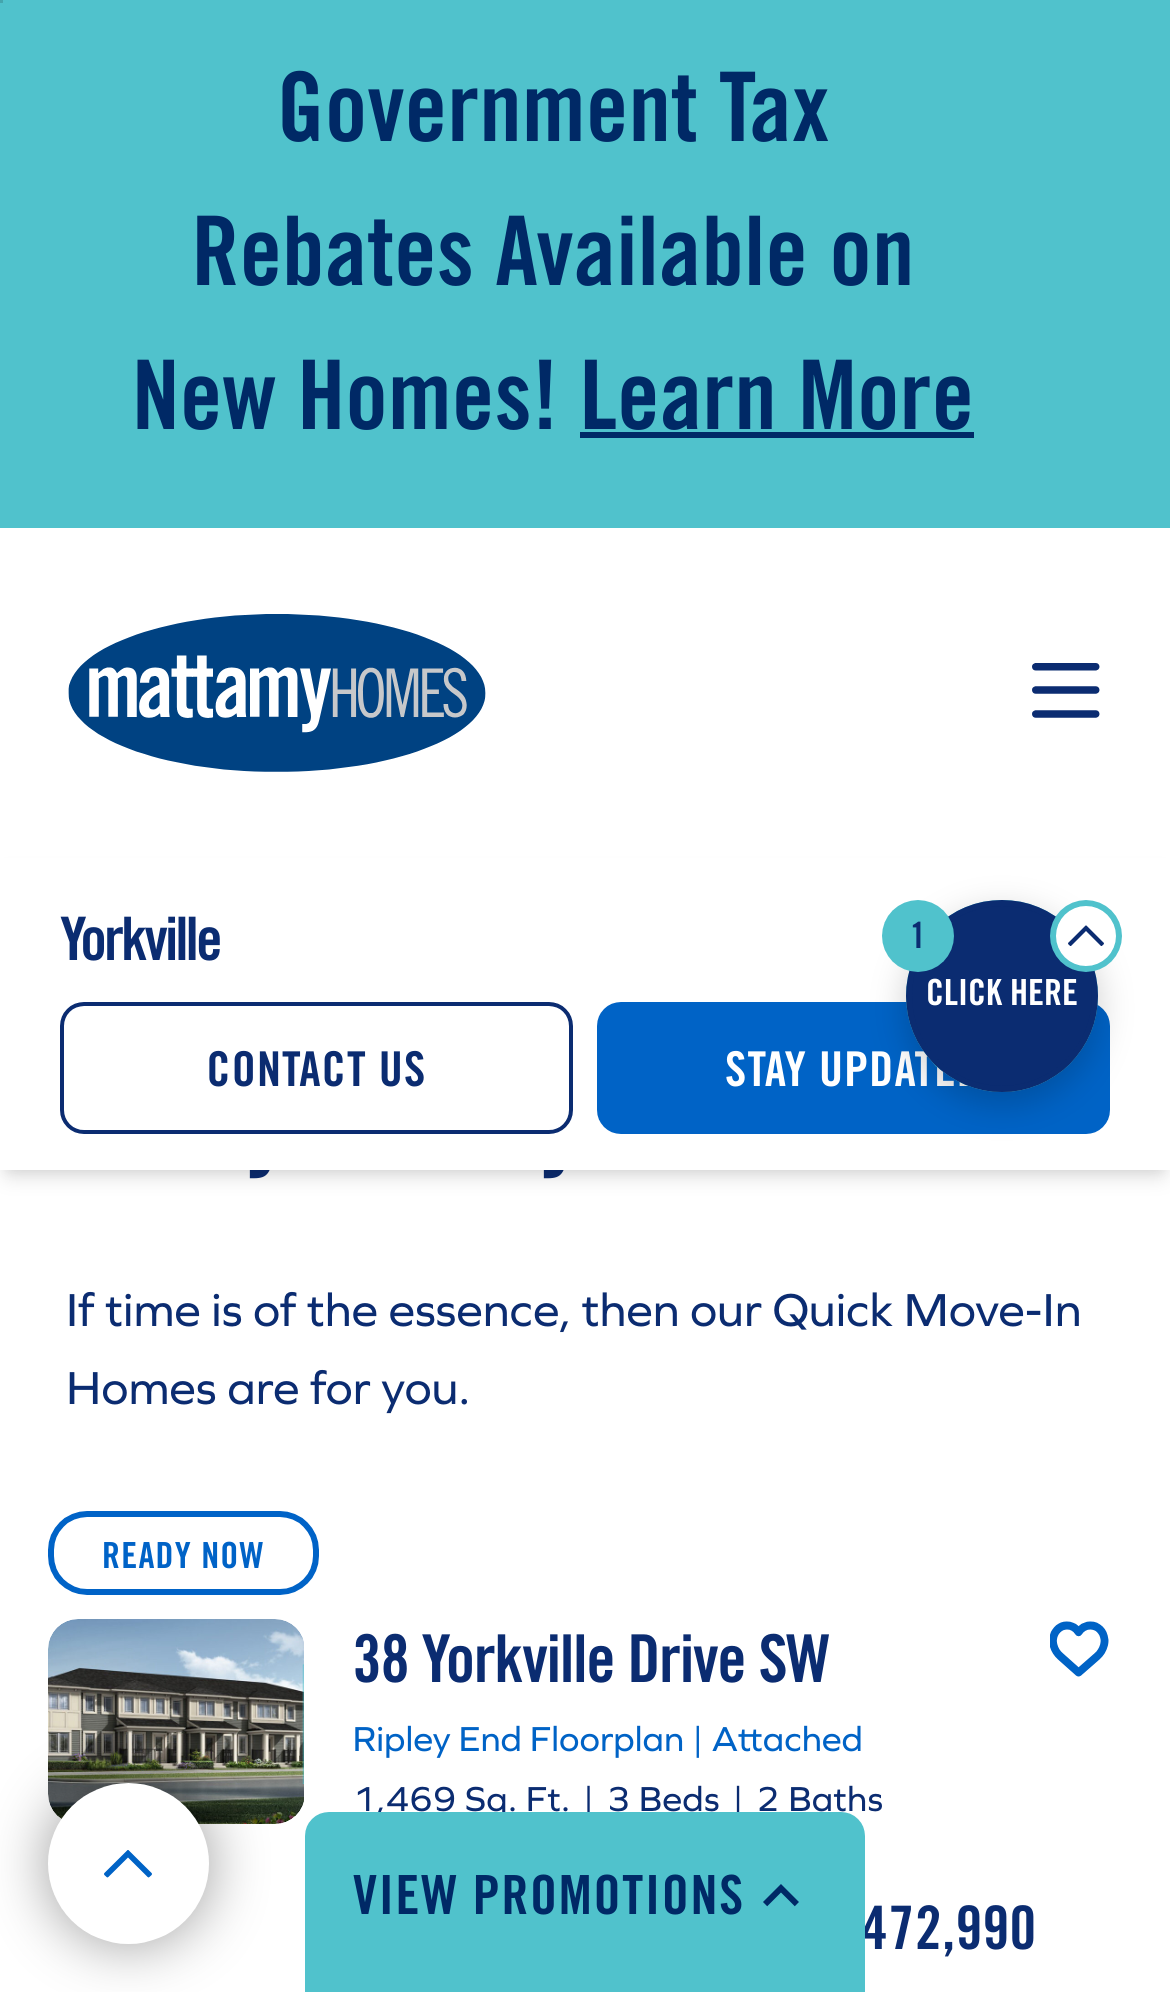 Government Tax
Rebates Available on
New Homes! Learn More
mattamyHOMES
Yorkville
1
CLICK HERE
CONTACT US
STAY UPDATE
If time is of the essence, then our Quick Move-In
Homes are for you.
READY NOW
38 Yorkville Drive SW
Ripley End Floorplan | Attached
1,469 Sq. Ft. | 3 Beds | 2 Baths
VIEW PROMOTIONS
472,990